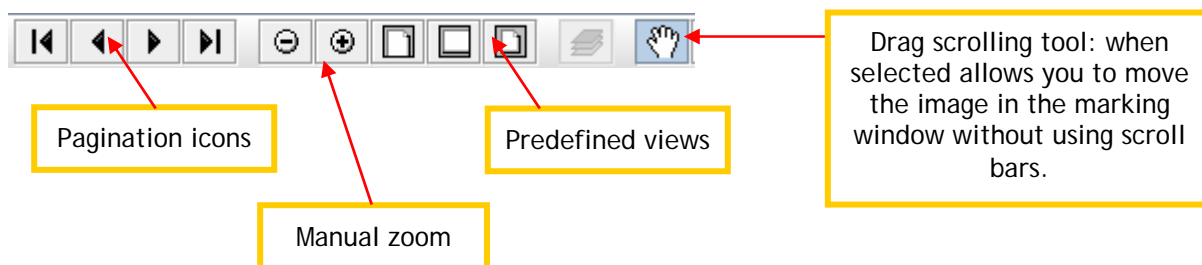 Pagination icons
Manual zoom
Predefined views
Drag scrolling tool: when
selected allows you to move
the image in the marking
window without using scroll
bars.